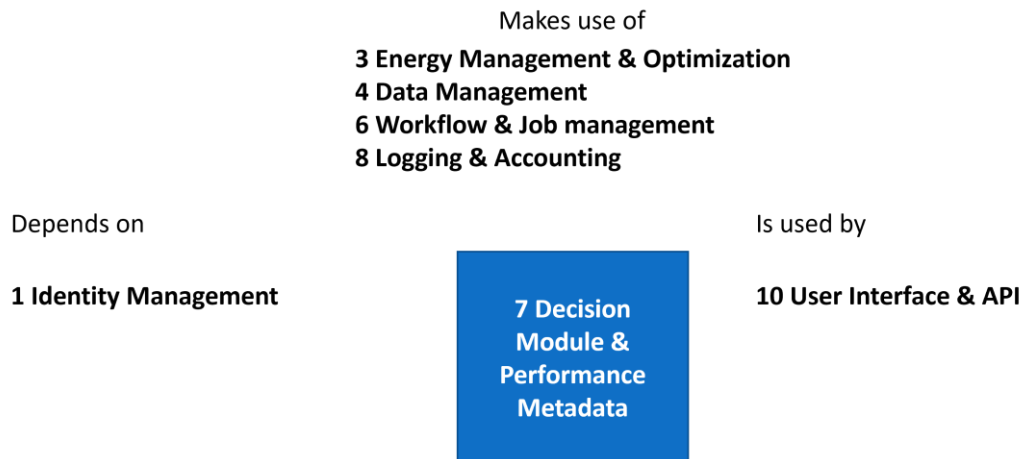 Makes use of
3 Energy Management & Optimization
4 Data Management
6 Workflow & Job management
8 Logging & Accounting
Depends on
Is used by
1 Identity Management
7 Decision
Module &
Performance
Metadata
10 User Interface & API